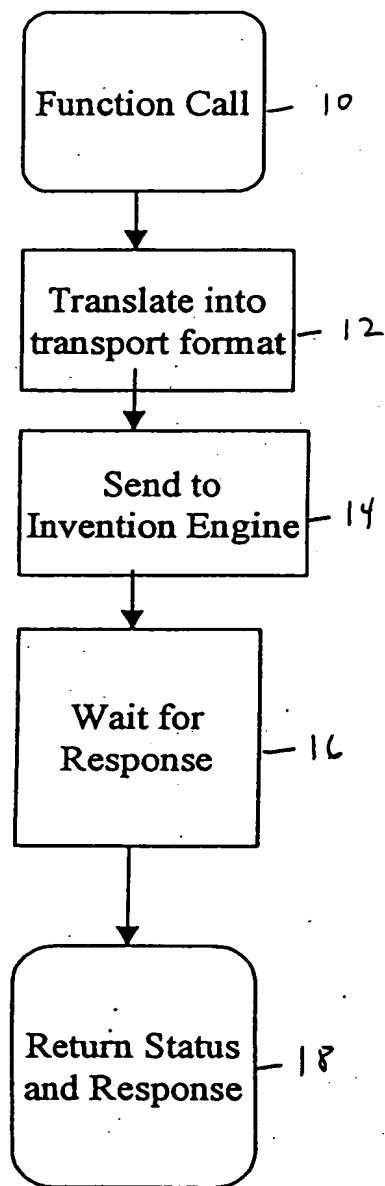 Function Call
10
Translate into
transport format
12
Send to
Invention Engine
14
Wait for
Response
16
Return Status
and Response
18